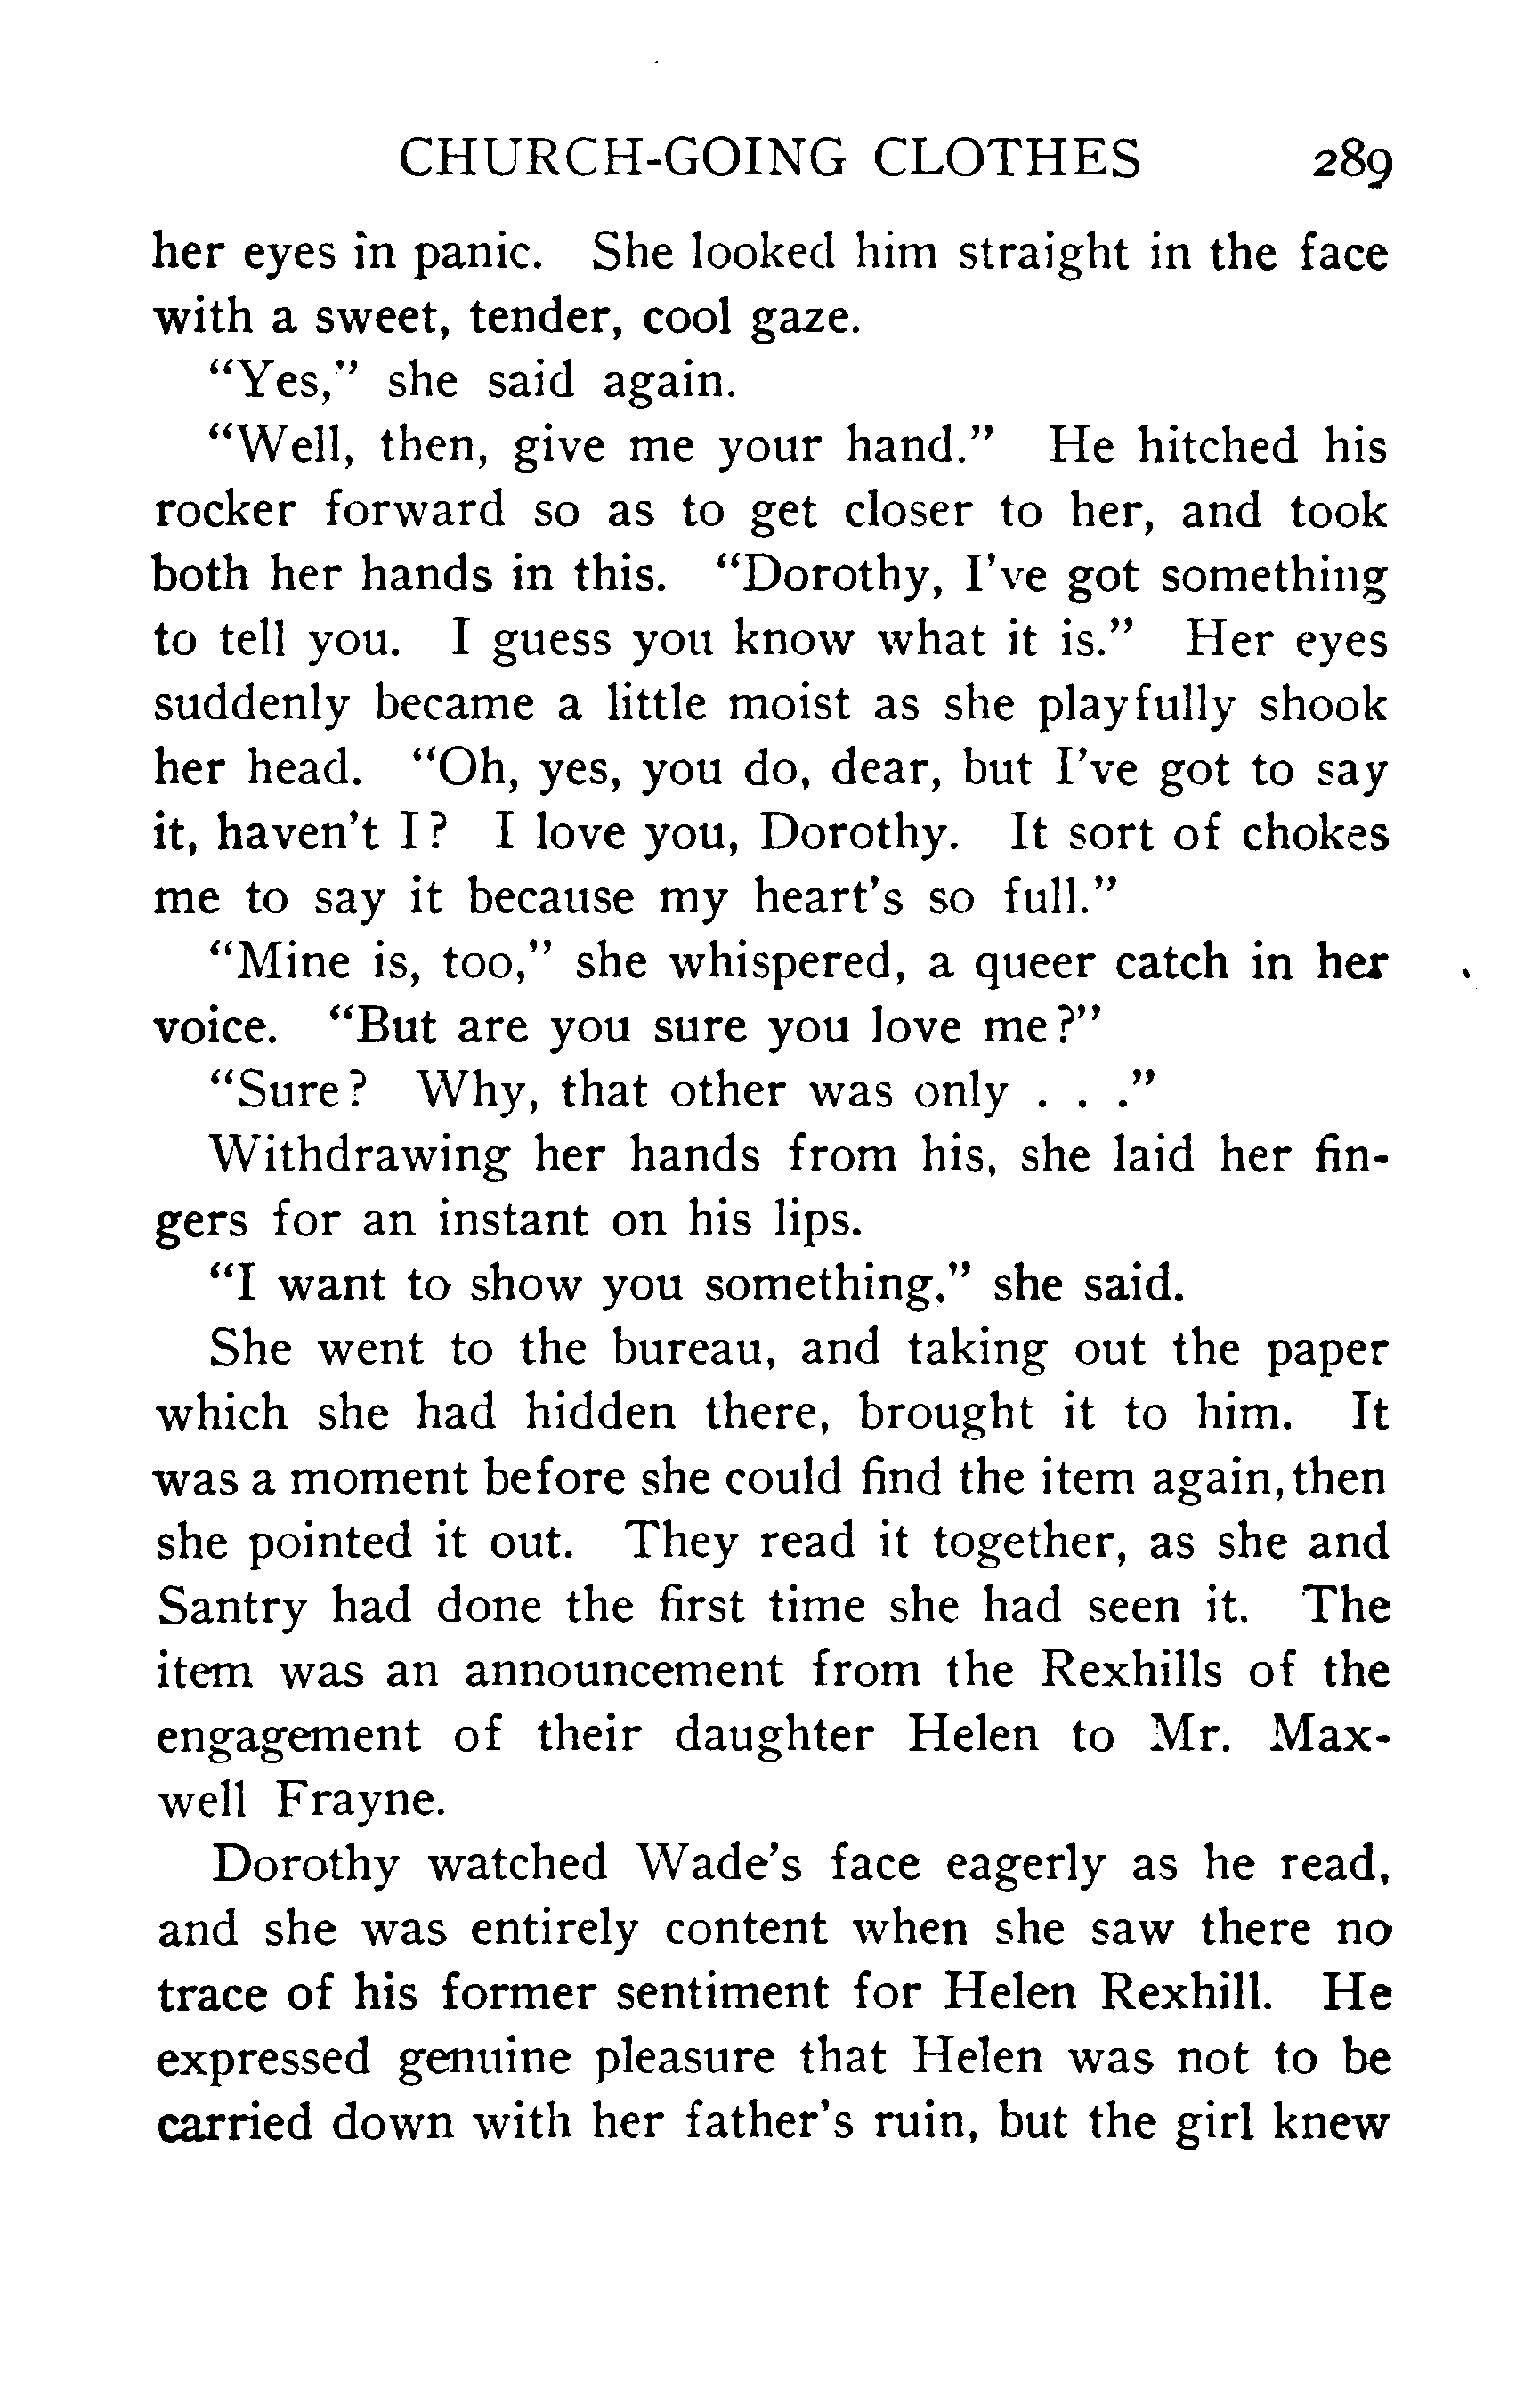 CHURCH-GOING CLOTHES 289
her eyes in panic. She looked him straight in the face
with a sweet, tender, cool gaze.
"Yes," she said again.
"Well, then, give me your hand." He hitched his
rocker forward so as to get closer to her, and took
both her hands in this. "Dorothy, I've got something
to tell you. I guess you know what it is." Her eyes
suddenly became a little moist as she playfully shook
her head. "Oh, yes, you do, dear, but I've got to say
it, haven't I? I love you, Dorothy. It sort of chokes
me to say it because my heart's so full."
"Mine is, too," she whispered, a queer catch in her
voice. "But are you sure you love me?"
"Sure? Why, that other was only . . ."
Withdrawing her hands from his, she laid her fin-
gers for an instant on his lips.
"I want to show you something," she said.
She went to the bureau, and taking out the paper
which she had hidden there, brought it to him. It
was a moment before she could find the item again, then
she pointed it out. They read it together, as she and
Santry had done the first time she had seen it. The
item was an announcement from the Rexhills of the
engagement of their daughter Helen to Mr. Max-
well Frayne.
Dorothy watched Wade's face eagerly as he read,
and she was entirely content when she saw there no
trace of his former sentiment for Helen Rexhill. He
expressed genuine pleasure that Helen was not to be
carried down with her father's ruin, but the girl knew